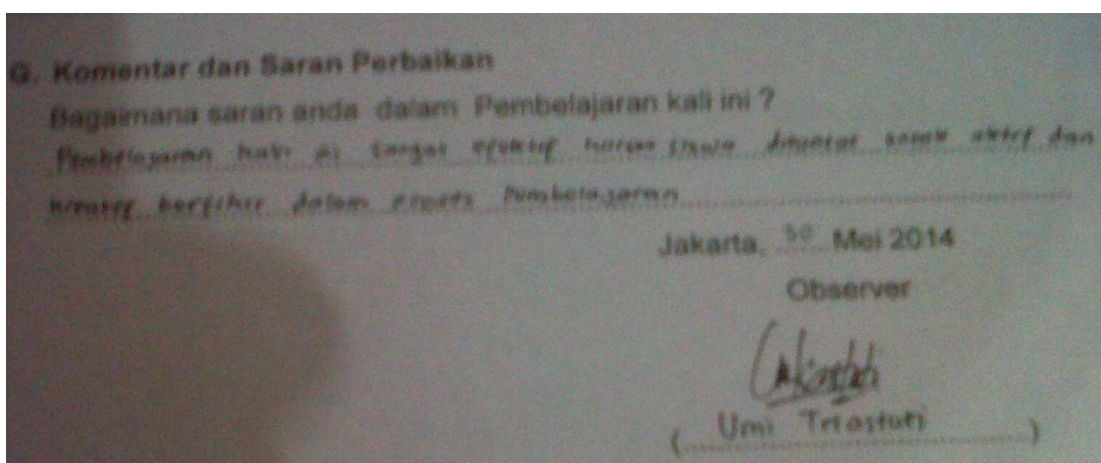 G. Komentar dan Saran Perbaikan
Bagaimana saran anda dalam Pembelajaran kali ini ?
Pembelajaran kali ini sangat efektif karena siswa dituntut untuk aktif dan
kreatif berfikir dalam proses pembelajaran
Jakarta, 30 Mei 2014
Observer
( Umi Triastuti )